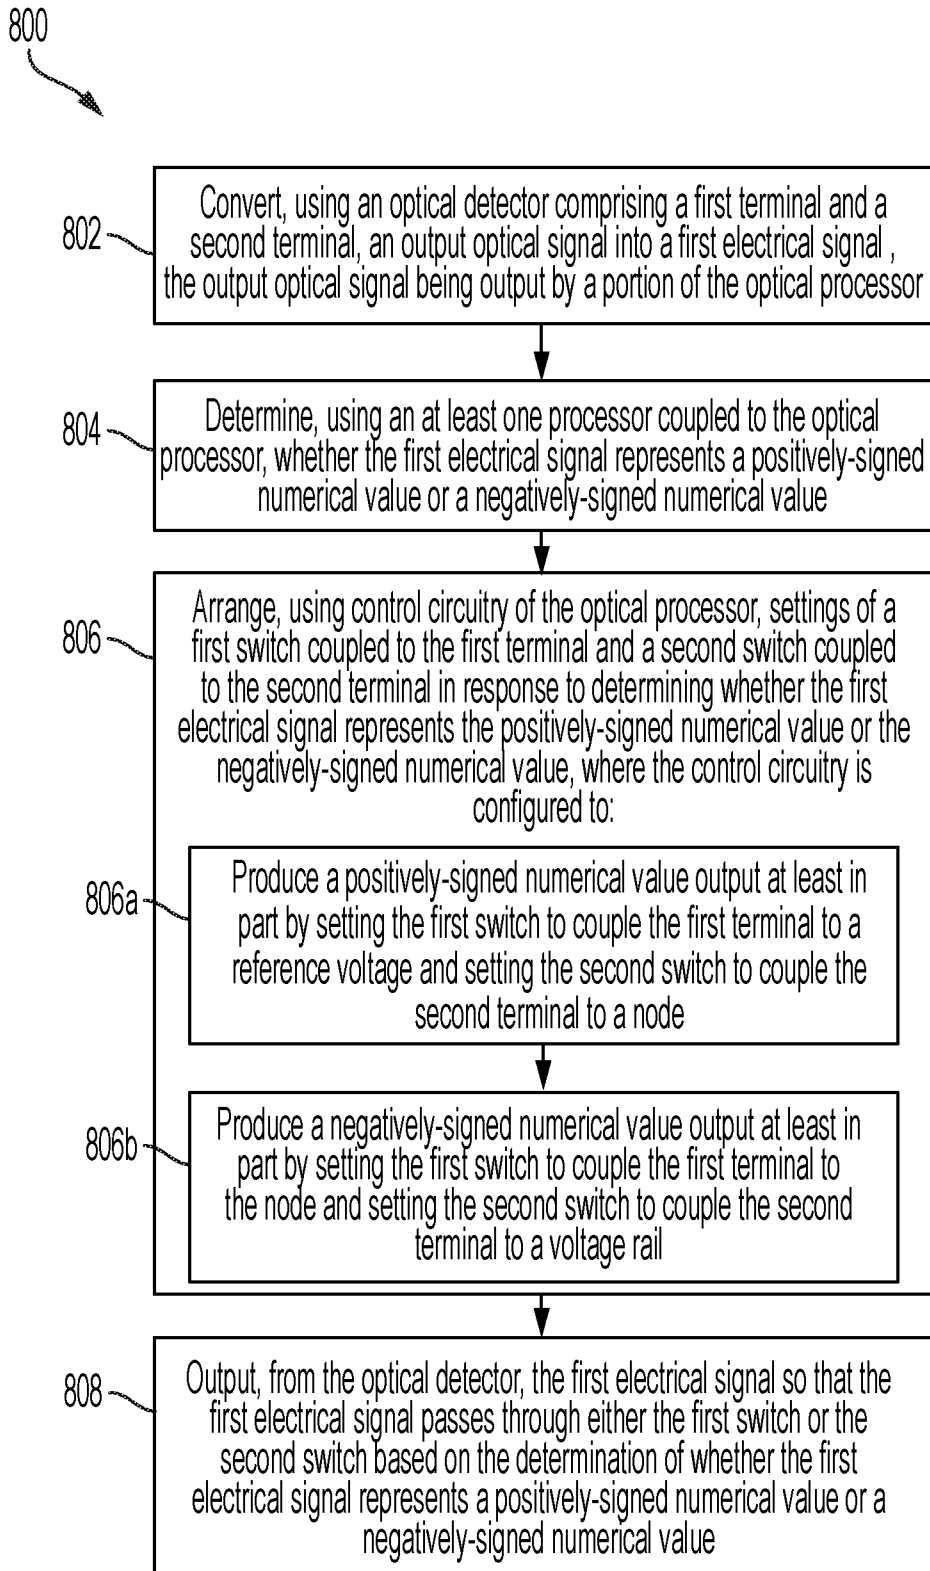 800
802
Convert, using an optical detector comprising a first terminal and a
second terminal, an output optical signal into a first electrical signal ,
the output optical signal being output by a portion of the optical processor
804
Determine, using an at least one processor coupled to the optical
processor, whether the first electrical signal represents a positively-signed
numerical value or a negatively-signed numerical value
806
Arrange, using control circuitry of the optical processor, settings of a
first switch coupled to the first terminal and a second switch coupled
to the second terminal in response to determining whether the first
electrical signal represents the positively-signed numerical value or the
negatively-signed numerical value, where the control circuitry is
configured to:
806a
Produce a positively-signed numerical value output at least in
part by setting the first switch to couple the first terminal to a
reference voltage and setting the second switch to couple the
second terminal to a node
806b
Produce a negatively-signed numerical value output at least in
part by setting the first switch to couple the first terminal to
the node and setting the second switch to couple the second
terminal to a voltage rail
808
Output, from the optical detector, the first electrical signal so that the
first electrical signal passes through either the first switch or the
second switch based on the determination of whether the first
electrical signal represents a positively-signed numerical value or a
negatively-signed numerical value